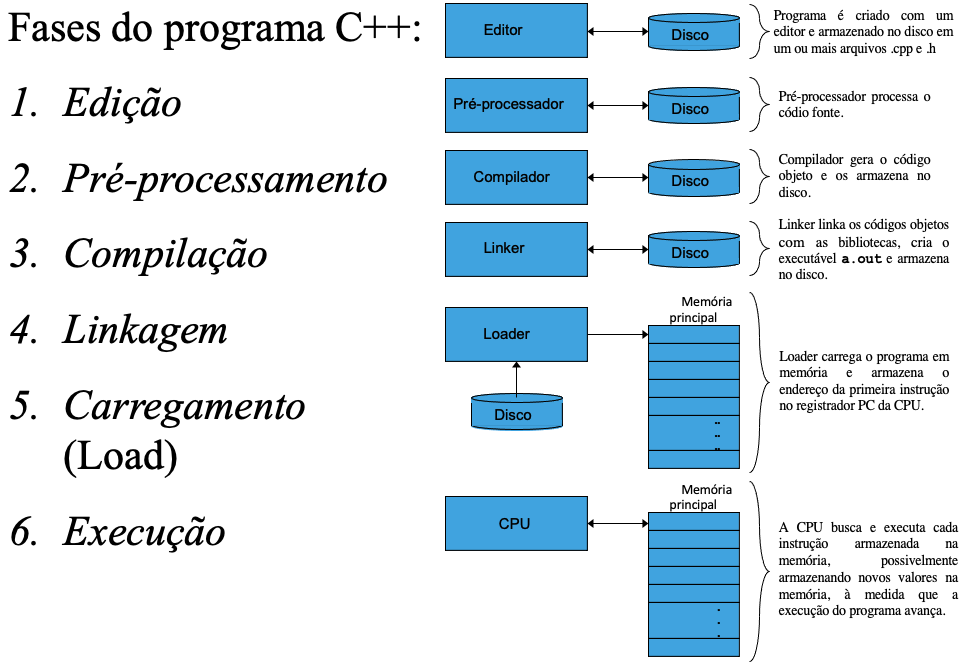 Fases do programa C++:
1. Edição
2. Pré-processamento
3. Compilação
4. Linkagem
5. Carregamento
(Load)
6. Execução
Editor
Disco
Programa é criado com um
editor e armazenado no disco em
um ou mais arquivos .cpp e .h
Pré-processador
Disco
Pré-processador processa o
códio fonte.
Compilador
Disco
Compilador gera o código
objeto e os armazena no
disco.
Linker
Disco
Linker linka os códigos objetos
com as bibliotecas, cria o
executável a.out e armazena
no disco.
Loader
Disco
Memória
principal
Loader carrega o programa em
memória e armazena o
endereço da primeira instrução
no registrador PC da CPU.
CPU
Memória
principal
A CPU busca e executa cada
instrução armazenada na
memória, possivelmente
armazenando novos valores na
memória, à medida que a
execução do programa avança.